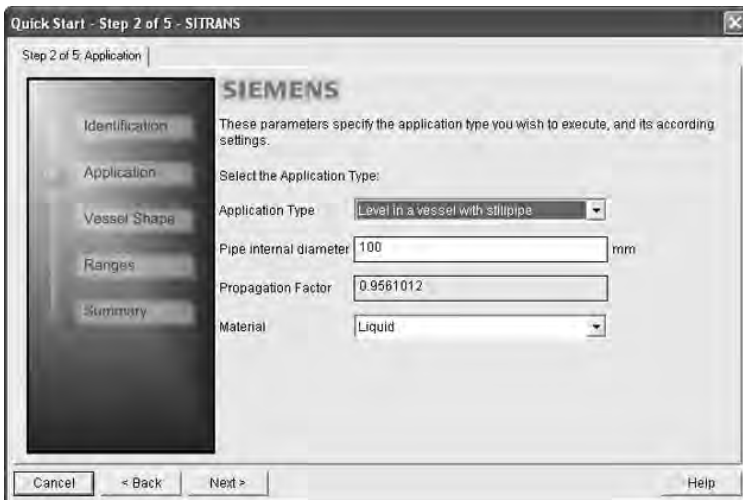 Quick Start - Step 2 of 5 - SITRANS
Step 2 of 5: Application
SIEMENS
Identification
Application
Vessel Shape
Ranges
Summary
These parameters specify the application type you wish to execute, and its according
settings.
Select the Application Type:
Application Type Level in a vessel with stillpipe
Pipe internal diameter 100 mm
Propagation Factor 0.9561012
Material Liquid
Cancel < Back Next > Help